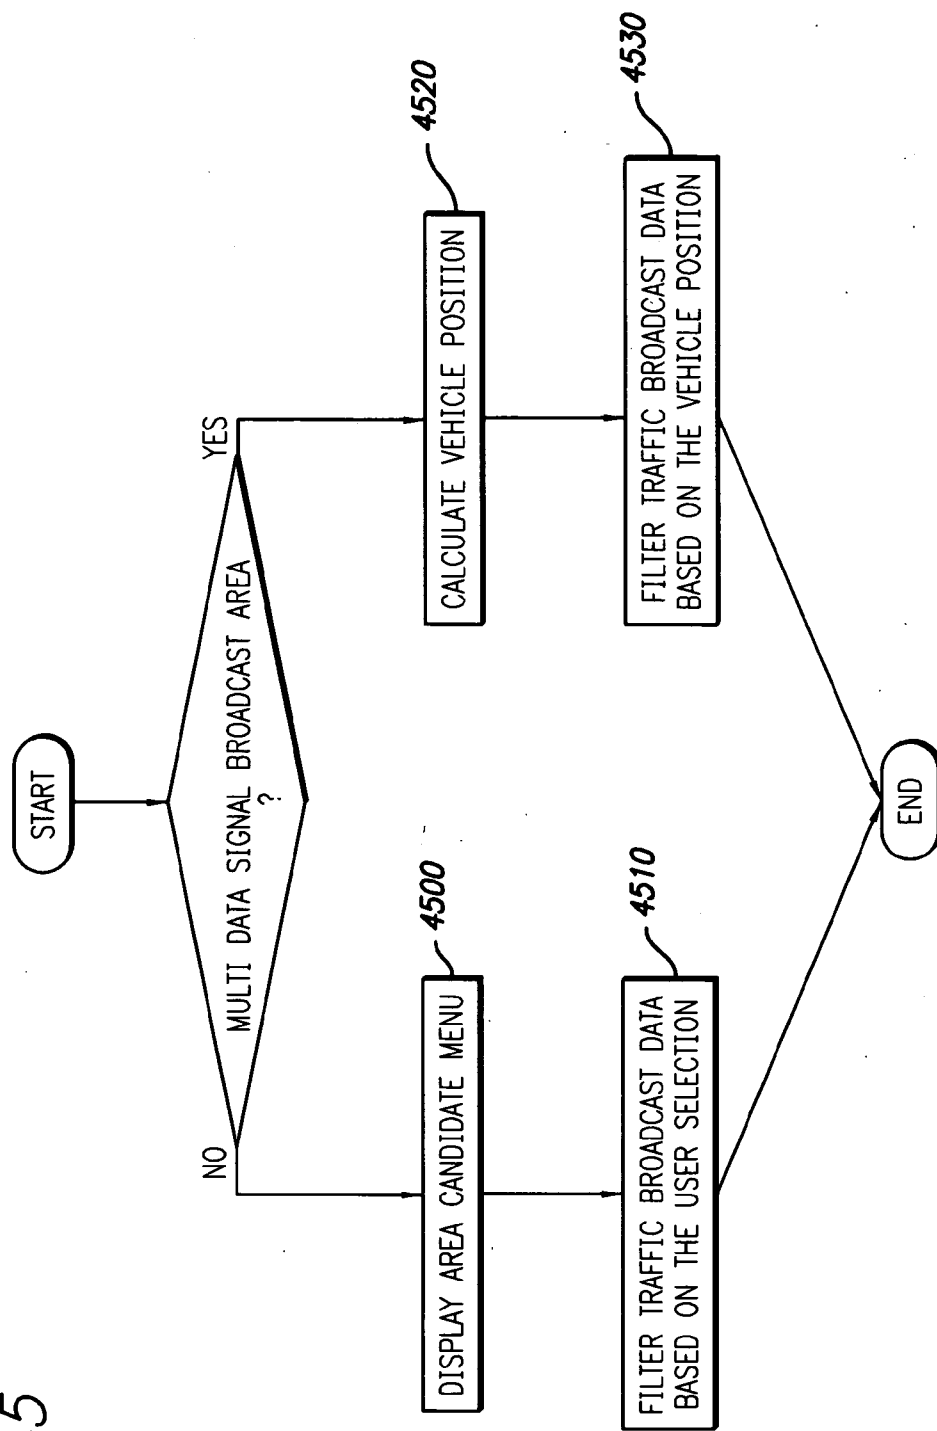 5
START
MULTI DATA SIGNAL BROADCAST AREA
?
NO
YES
DISPLAY AREA CANDIDATE MENU
4500
CALCULATE VEHICLE POSITION
4520
FILTER TRAFFIC BROADCAST DATA
BASED ON THE USER SELECTION
4510
FILTER TRAFFIC BROADCAST DATA
BASED ON THE VEHICLE POSITION
4530
END